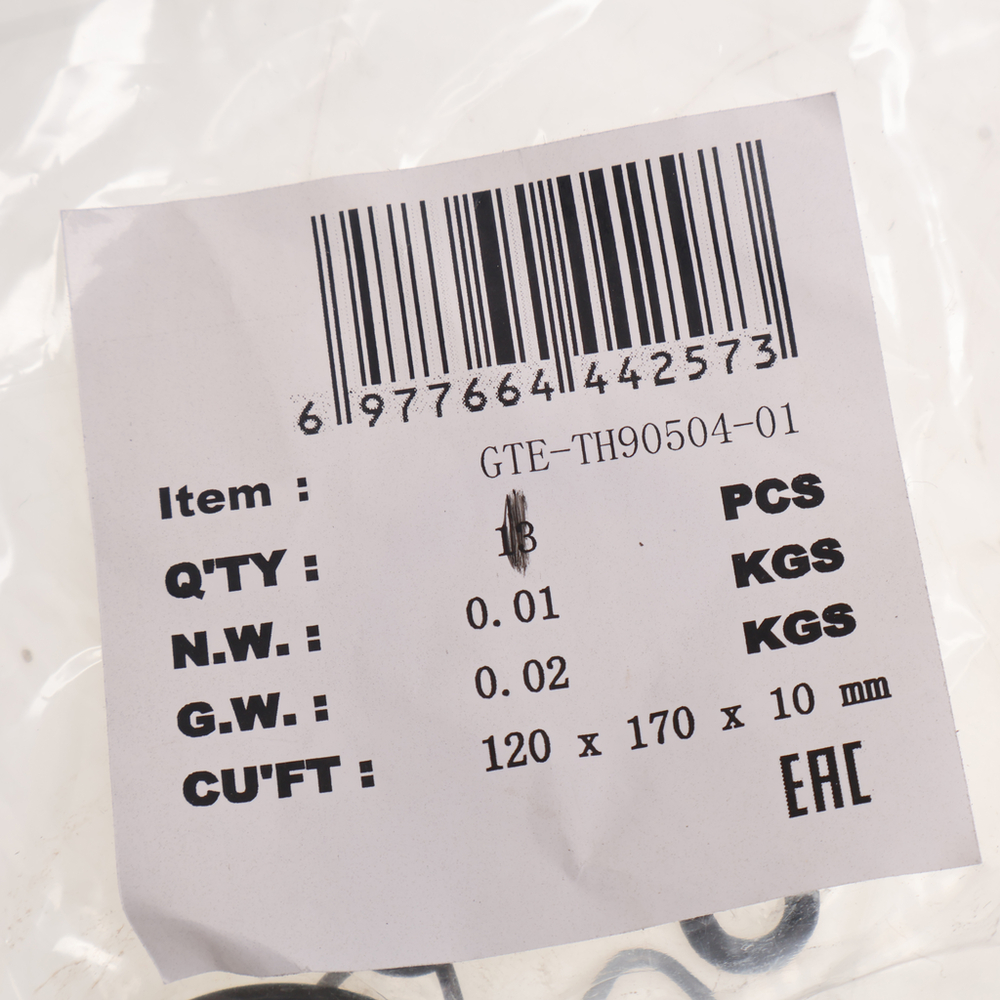 6 977664 442573
Item : GTE-TH90504-01
Q'TY : 13 PCS
N.W. : 0.01 KGS
G.W. : 0.02 KGS
CU'FT : 120 x 170 x 10 mm
EAC